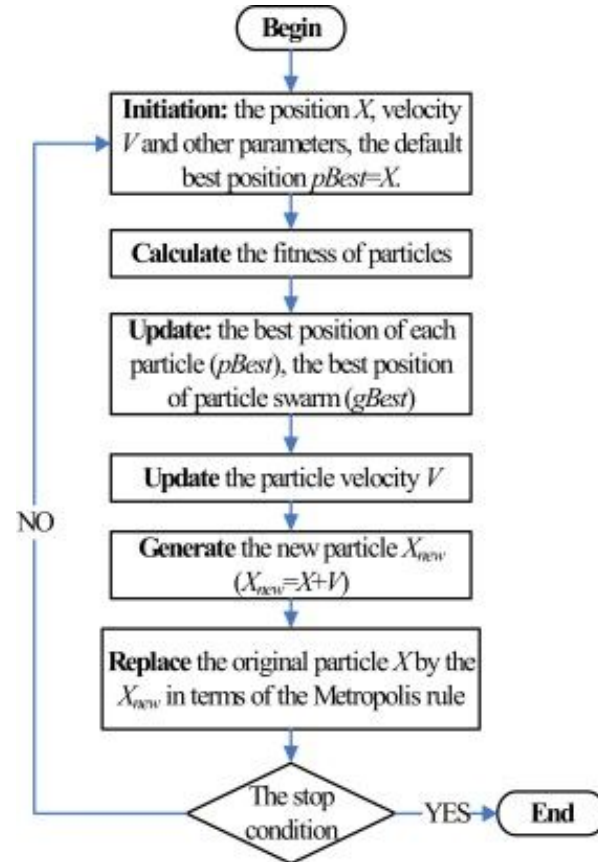 Begin
Initiation: the position X, velocity
V and other parameters, the default
best position pBest=X.
Calculate the fitness of particles
Update: the best position of each
particle (pBest), the best position
of particle swarm (gBest)
Update the particle velocity V
NO
Generate the new particle Xnew
(Xnew=X+V)
Replace the original particle X by the
Xnew in terms of the Metropolis rule
The stop
condition
YES
End